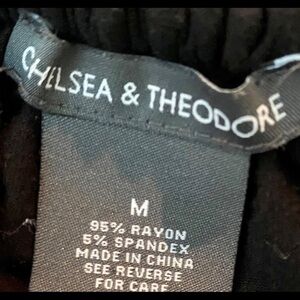 CHELSEA & THEODORE
M
95% RAYON
5% SPANDEX
MADE IN CHINA
SEE REVERSE
FOR CARE